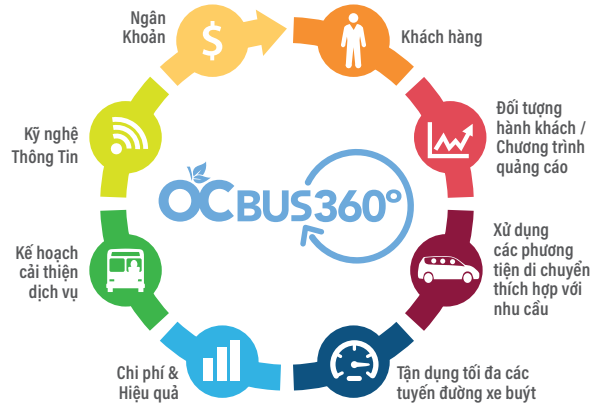 Ngân
Khoản
$
Khách hàng
Đối tượng
hành khách /
Chương trình
quảng cáo
Kỹ nghệ
Thông Tin
OCBUS360º
Xử dụng
các phương
tiện di chuyển
thích hợp với
nhu cầu
Kế hoạch
cải thiện
dịch vụ
Chi phí &
Hiệu quả
Tận dụng tối đa các
tuyến đường xe buýt